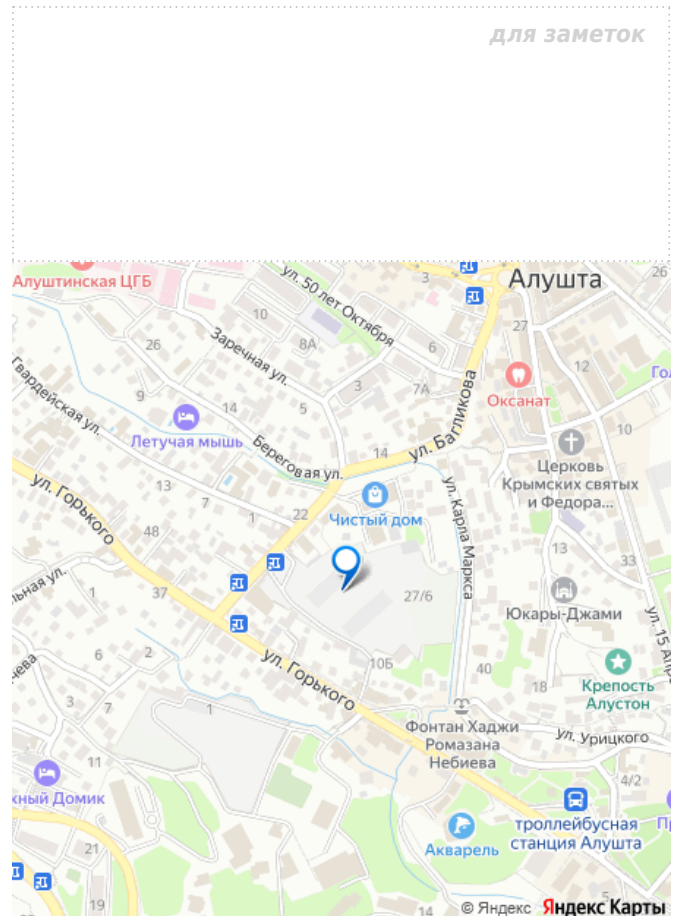 для заметок
Алуштинская ЦГБ
ул. 50 лет Октября
3
Алушта
26
10
8А
6
27
26
Заречная ул.
3
7А
12
Оксанат
Гвардейская ул.
9
14
5
ул. Багликова
10
Летучая мышь
Береговая ул.
14
Церковь
Крымских святых
и Федора...
ул. Горького
13
7
1
22
Чистый дом
ул. Карла Маркса
48
13
33
37
1
27/6
Юкары-Джами
6
2
ул. Горького
10Б
40
18
Крепость
Алустон
3
7
1
Фонтан Хаджи
Ромазана
Небиева
ул. Урицкого
11
4/2
троллейбусная
станция Алушта
Акварель
21
19
14
© Яндекс Яндекс Карты